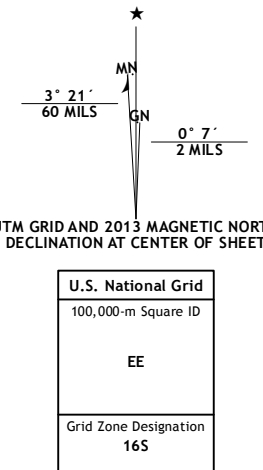 ★
MN
GN
3° 21´
60 MILS
0° 7´
2 MILS
UTM GRID AND 2013 MAGNETIC NORT
DECLINATION AT CENTER OF SHEET
U.S. National Grid
100,000-m Square ID
EE
Grid Zone Designation
16S